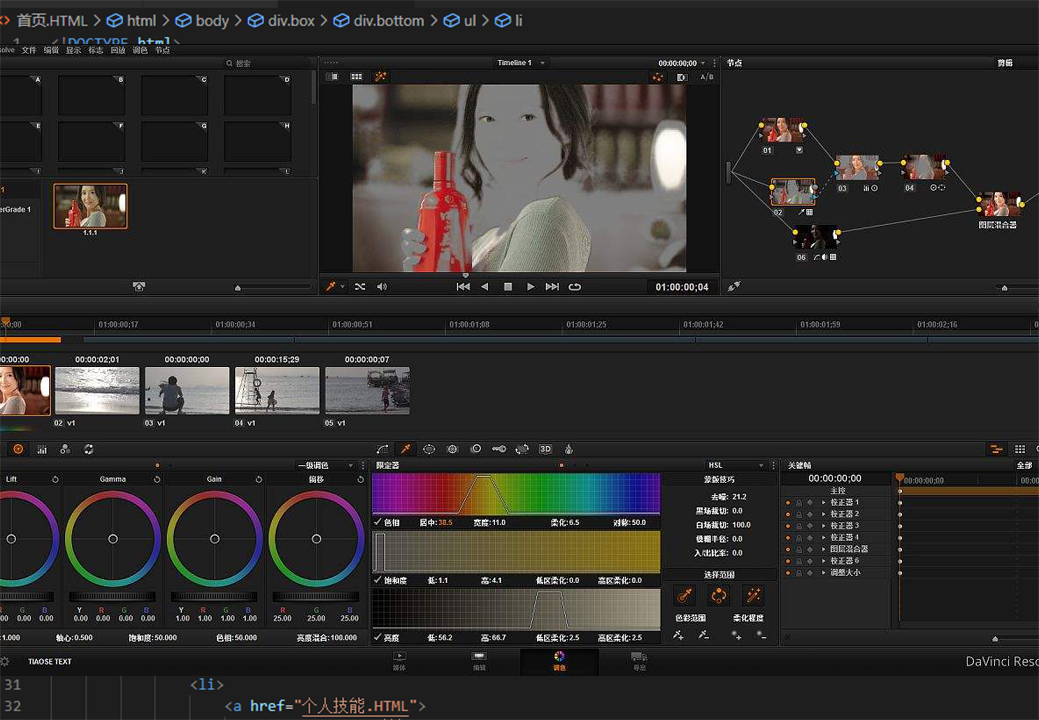 首页.HTML > html > body > div.box > div.bottom > ul > li
1 <!DOCTYPE html>
solve 文件 编辑 显示 标志 回放 调色 节点
搜索 Timeline 1 00:00:00;00 节点 剪辑
A/B
A B C D
E F G H
I J K L
01
03 04
02
图层混合器
06
1
erGrade 1
1.1.1
01:00:00;04
00;00 01:00:00;17 01:00:00;34 01:00:00;51 01:00:01;08 01:00:01;25 01:00:01;42 01:00:01;59 01:00:02;16
00:00:00 00:00:02;01 00:00:00;00 00:00:15;29 00:00:00;07
02 V1 03 V1 04 V1 05 V1
3D
一级调色 限定器 HSL 关键帧 全部
Lift Gamma Gain 偏移 蒙版技巧 00:00:00;00 00:00:00;00 00:00
主控
去噪: 21.2 校正器 1
黑场裁切: 0.0 校正器 2
色相 居中: 38.5 宽度: 11.0 柔化: 6.5 对称: 50.0 白场裁切: 100.0 校正器 3
模糊半径: 0.0 校正器 4
入/出比率: 0.0 图层混合器
校正器 6
选择范围 调整大小
饱和度 低: 1.1 高: 4.1 低区柔化: 0.0 高区柔化: 0.0
R G B Y R G B Y R G B R G B
0.00 0.00 0.00 0.00 0.00 0.00 0.00 1.00 1.00 1.00 1.00 25.00 25.00 25.00
色彩范围 柔化程度
: 1.000 轴心: 0.500 饱和度: 50.000 色相: 50.000 亮度混合: 100.000 亮度 低: 56.2 高: 66.7 低区柔化: 2.5 高区柔化: 2.5
TIAOSE TEXT 媒体 编辑 调色 导出 DaVinci Reso
31 <li>
32 <a href="个人技能.HTML">